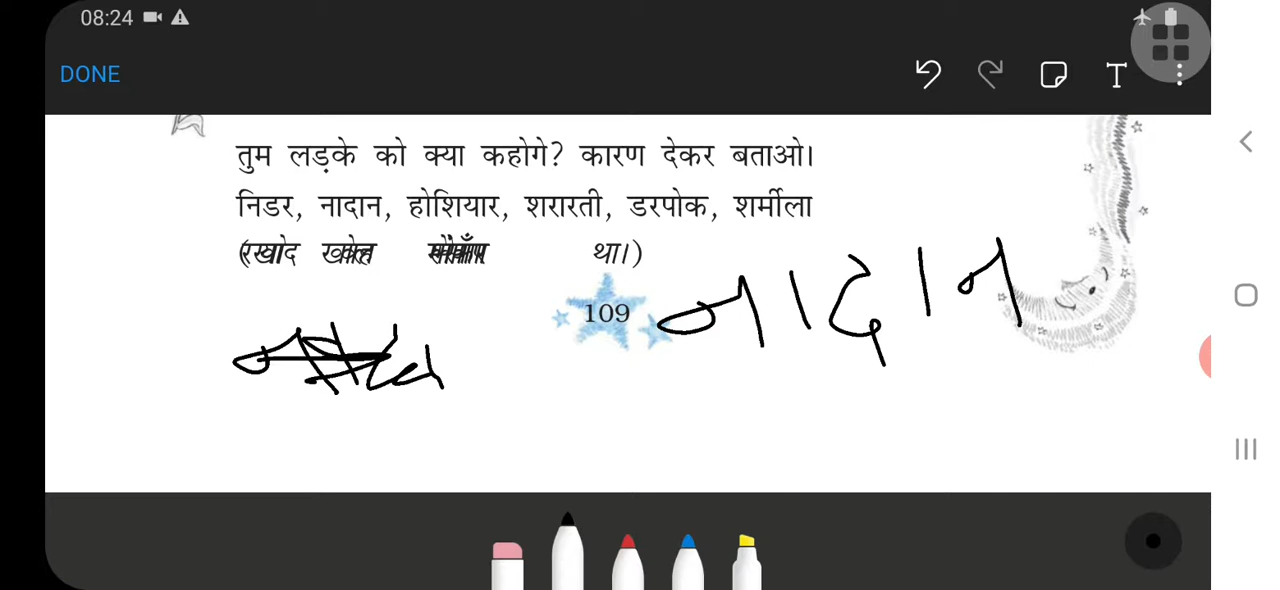 08:24
DONE
T
तुम लड़के को क्या कहोगे? कारण देकर बताओ।
निडर, नादान, होशियार, शरारती, डरपोक, शर्मीला
था।)
109
नादान